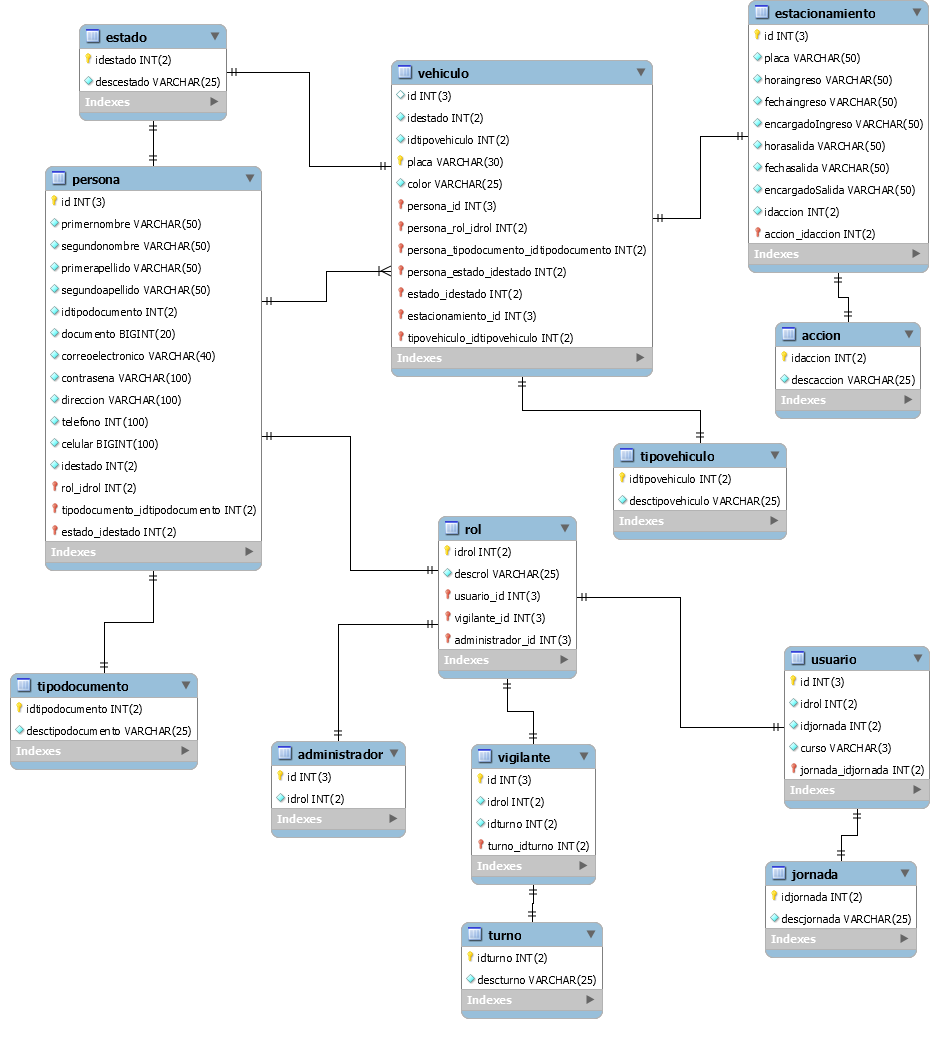 estado
idestado INT(2)
descestado VARCHAR(25)
Indexes
persona
id INT(3)
primernombre VARCHAR(50)
segundonombre VARCHAR(50)
primerapellido VARCHAR(50)
segundoapellido VARCHAR(50)
idtipodocumento INT(2)
documento BIGINT(20)
correoelectronico VARCHAR(40)
contrasena VARCHAR(100)
direccion VARCHAR(100)
telefono INT(100)
celular BIGINT(100)
idestado INT(2)
rol_idrol INT(2)
tipodocumento_idtipodocumento INT(2)
estado_idestado INT(2)
Indexes
vehiculo
id INT(3)
idestado INT(2)
idtipovehiculo INT(2)
placa VARCHAR(30)
color VARCHAR(25)
persona_id INT(3)
persona_rol_idrol INT(2)
persona_tipodocumento_idtipodocumento INT(2)
persona_estado_idestado INT(2)
estado_idestado INT(2)
estacionamiento_id INT(3)
tipovehiculo_idtipovehiculo INT(2)
Indexes
estacionamiento
id INT(3)
placa VARCHAR(50)
horaingreso VARCHAR(50)
fechaingreso VARCHAR(50)
encargadoIngreso VARCHAR(50)
horasalida VARCHAR(50)
fechasalida VARCHAR(50)
encargadoSalida VARCHAR(50)
idaccion INT(2)
accion_idaccion INT(2)
Indexes
accion
idaccion INT(2)
descaccion VARCHAR(25)
Indexes
tipovehiculo
idtipovehiculo INT(2)
desctipovehiculo VARCHAR(25)
Indexes
rol
idrol INT(2)
descrol VARCHAR(25)
usuario_id INT(3)
vigilante_id INT(3)
administrador_id INT(3)
Indexes
tipodocumento
idtipodocumento INT(2)
desctipodocumento VARCHAR(25)
Indexes
administrador
id INT(3)
idrol INT(2)
Indexes
vigilante
id INT(3)
idrol INT(2)
idturno INT(2)
turno_idturno INT(2)
Indexes
usuario
id INT(3)
idrol INT(2)
idjornada INT(2)
curso VARCHAR(3)
jornada_idjornada INT(2)
Indexes
jornada
idjornada INT(2)
descjornada VARCHAR(25)
Indexes
turno
idturno INT(2)
descturno VARCHAR(25)
Indexes